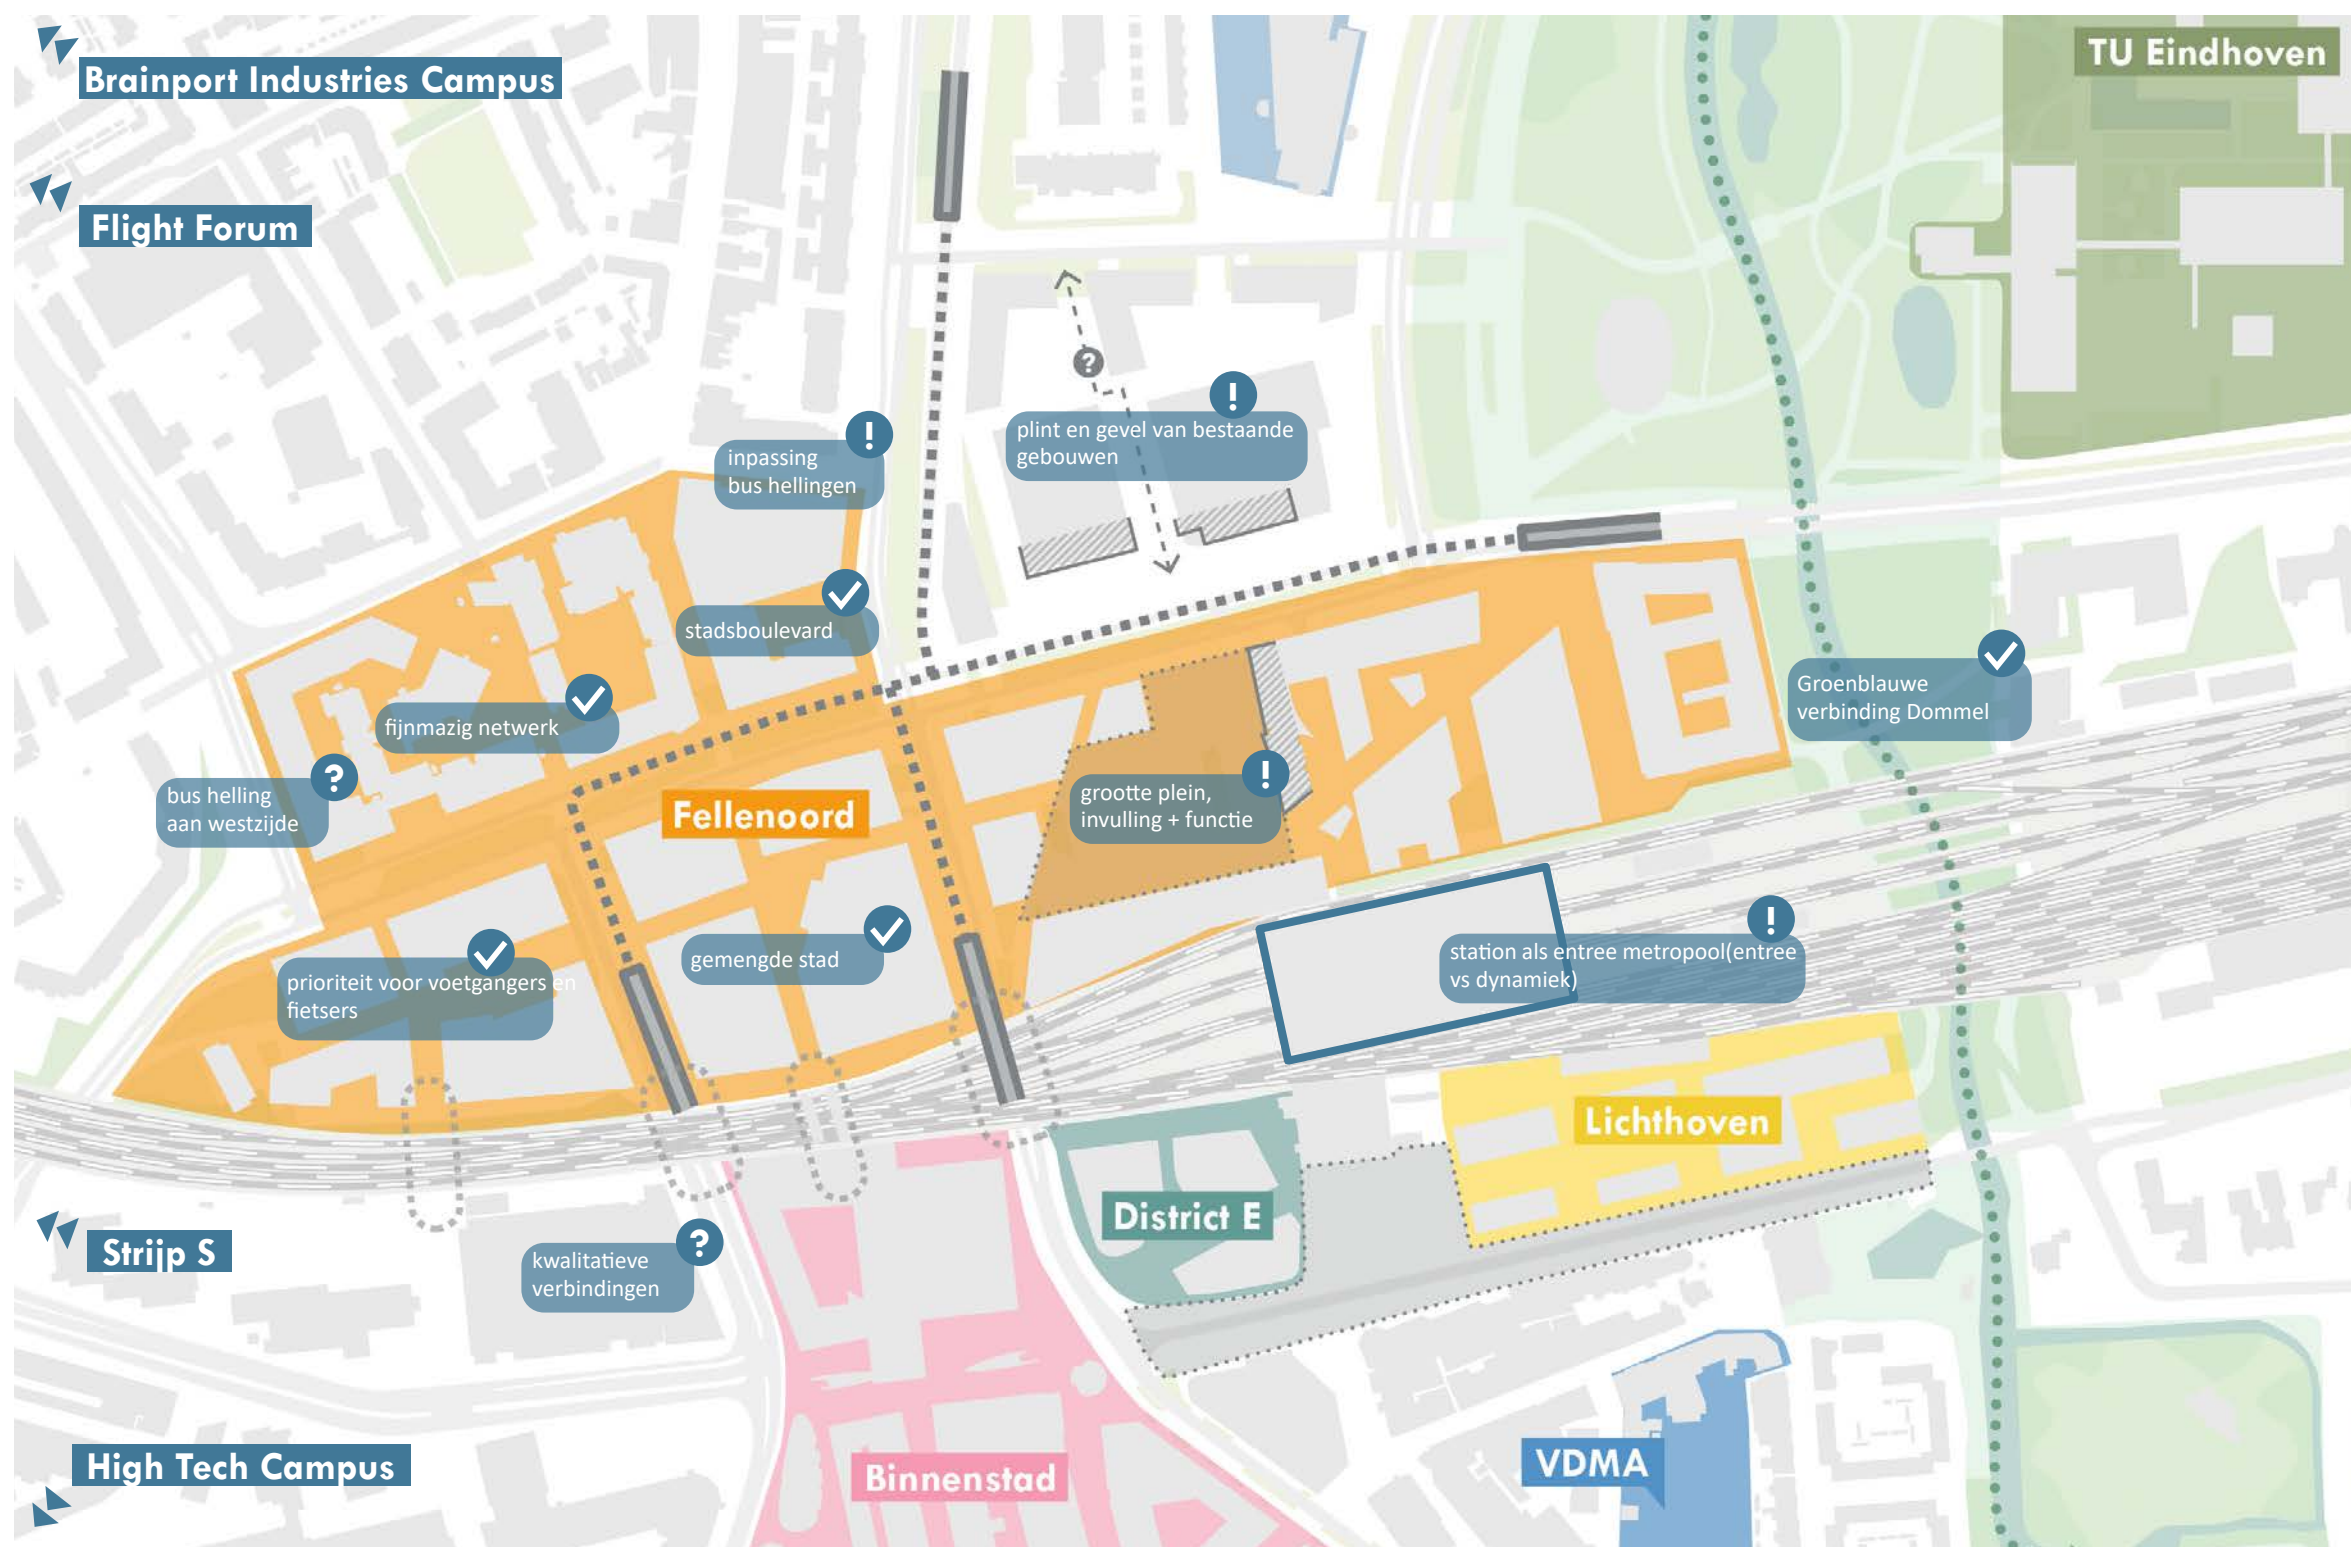 TU Eindhoven
Brainport Industries Campus
Flight Forum
?
!
plint en gevel van bestaande
gebouwen
!
inpassing
bus hellingen
stadsboulevard
Groenblauwe
verbinding Dommel
fijnmazig netwerk
?
bus helling
aan westzijde
Fellenoord
!
grootte plein,
invulling + functie
!
station als entree metropool(entree
vs dynamiek)
gemengde stad
prioriteit voor voetgangers en
fietsers
Lichthoven
District E
Strijp S
?
kwalitatieve
verbindingen
High Tech Campus
Binnenstad
VDMA